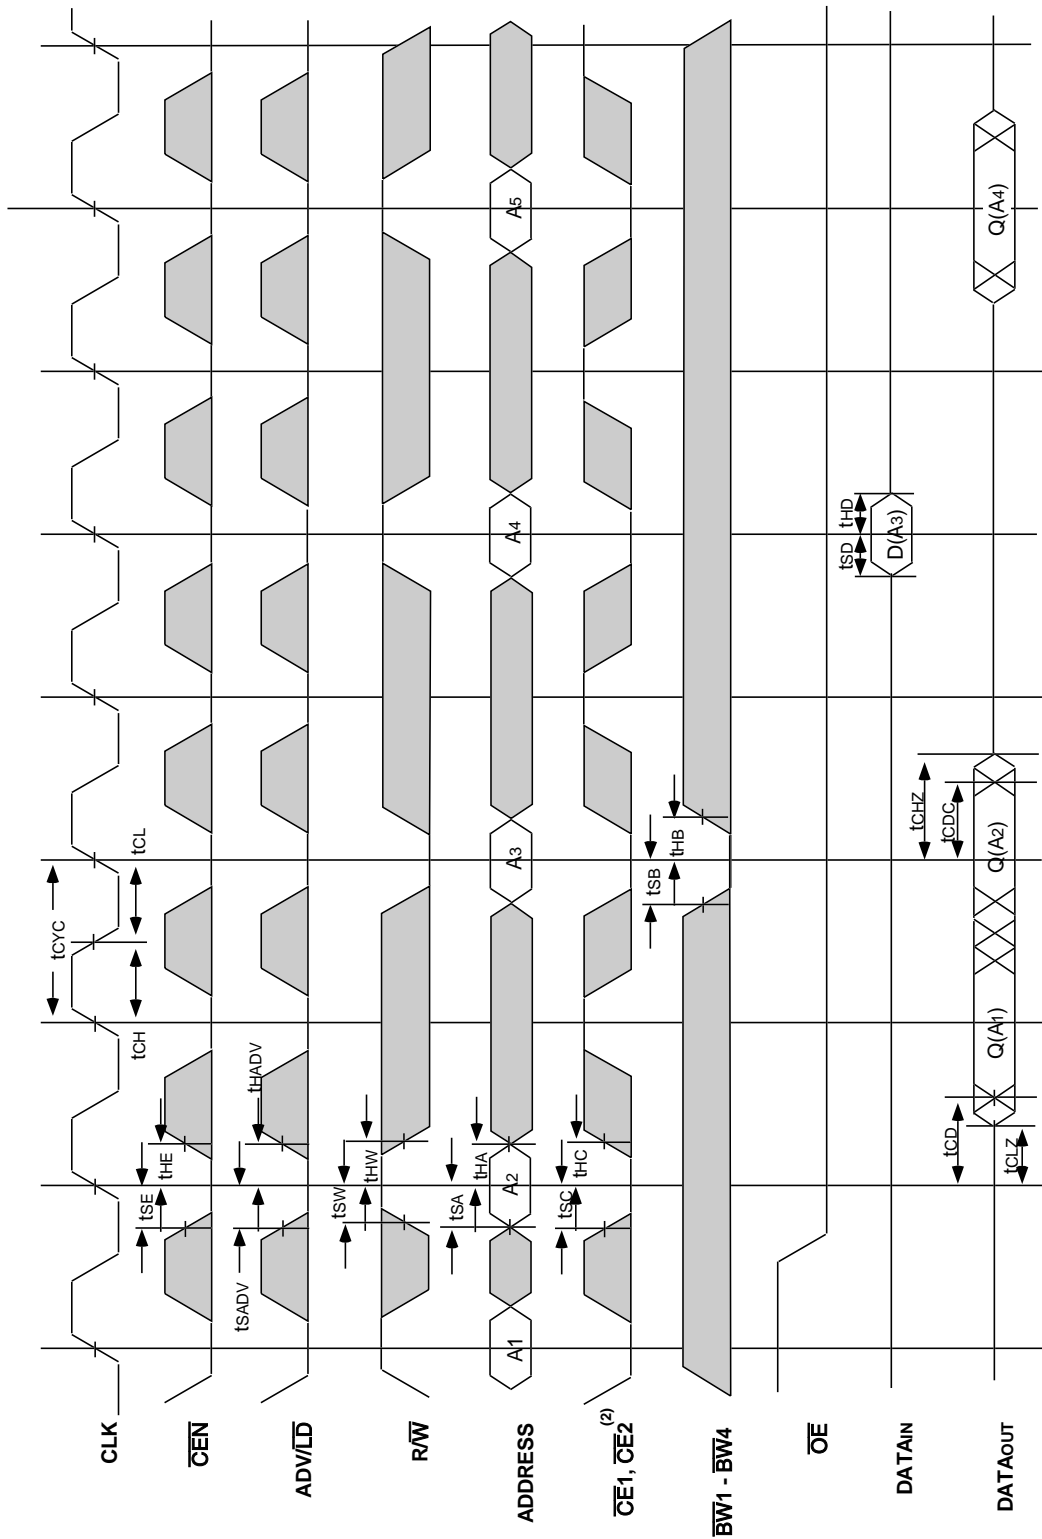 tCYC
tCH
tCL
CLK
tSE
tHE
CEN
tSADV
tHADV
ADV/LD
tSW
tHW
R/W
tSA
tHA
A1
A2
A3
A4
A5
ADDRESS
tSC
tHC
CE1, CE2 (2)
tSB
tHB
BW1 - BW4
OE
tSD
tHD
D(A3)
DATAIN
tCD
tCLZ
tCHZ
tCDC
Q(A1)
Q(A2)
Q(A4)
DATAOUT